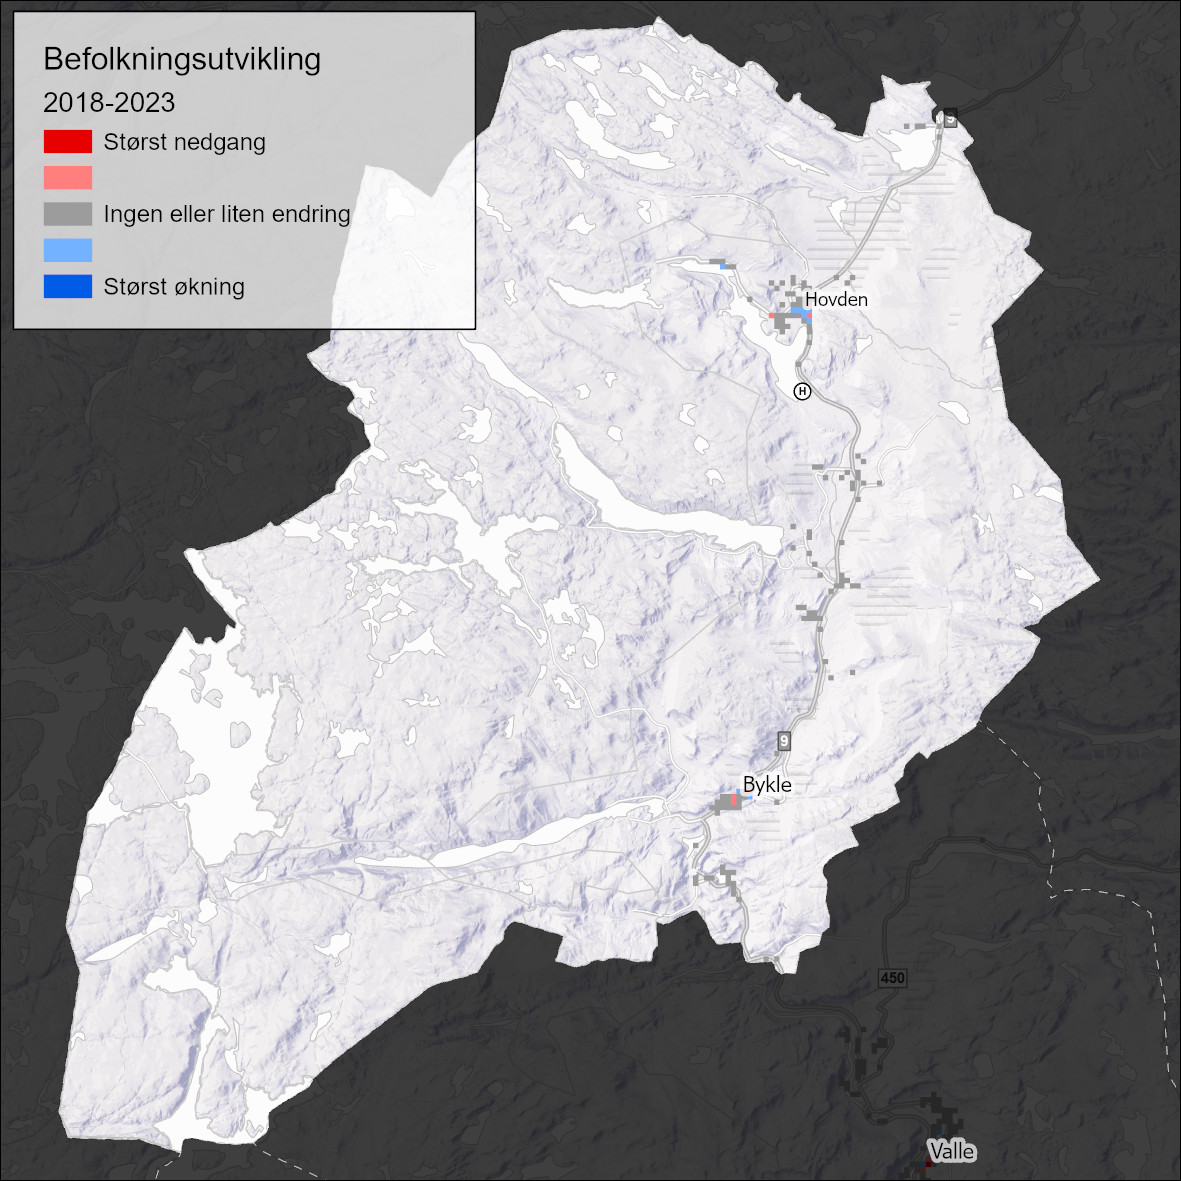 Befolkningsutvikling
2018-2023
Størst nedgang
Ingen eller liten endring
Størst økning
9
Hovden
H
9
Bykle
450
Valle